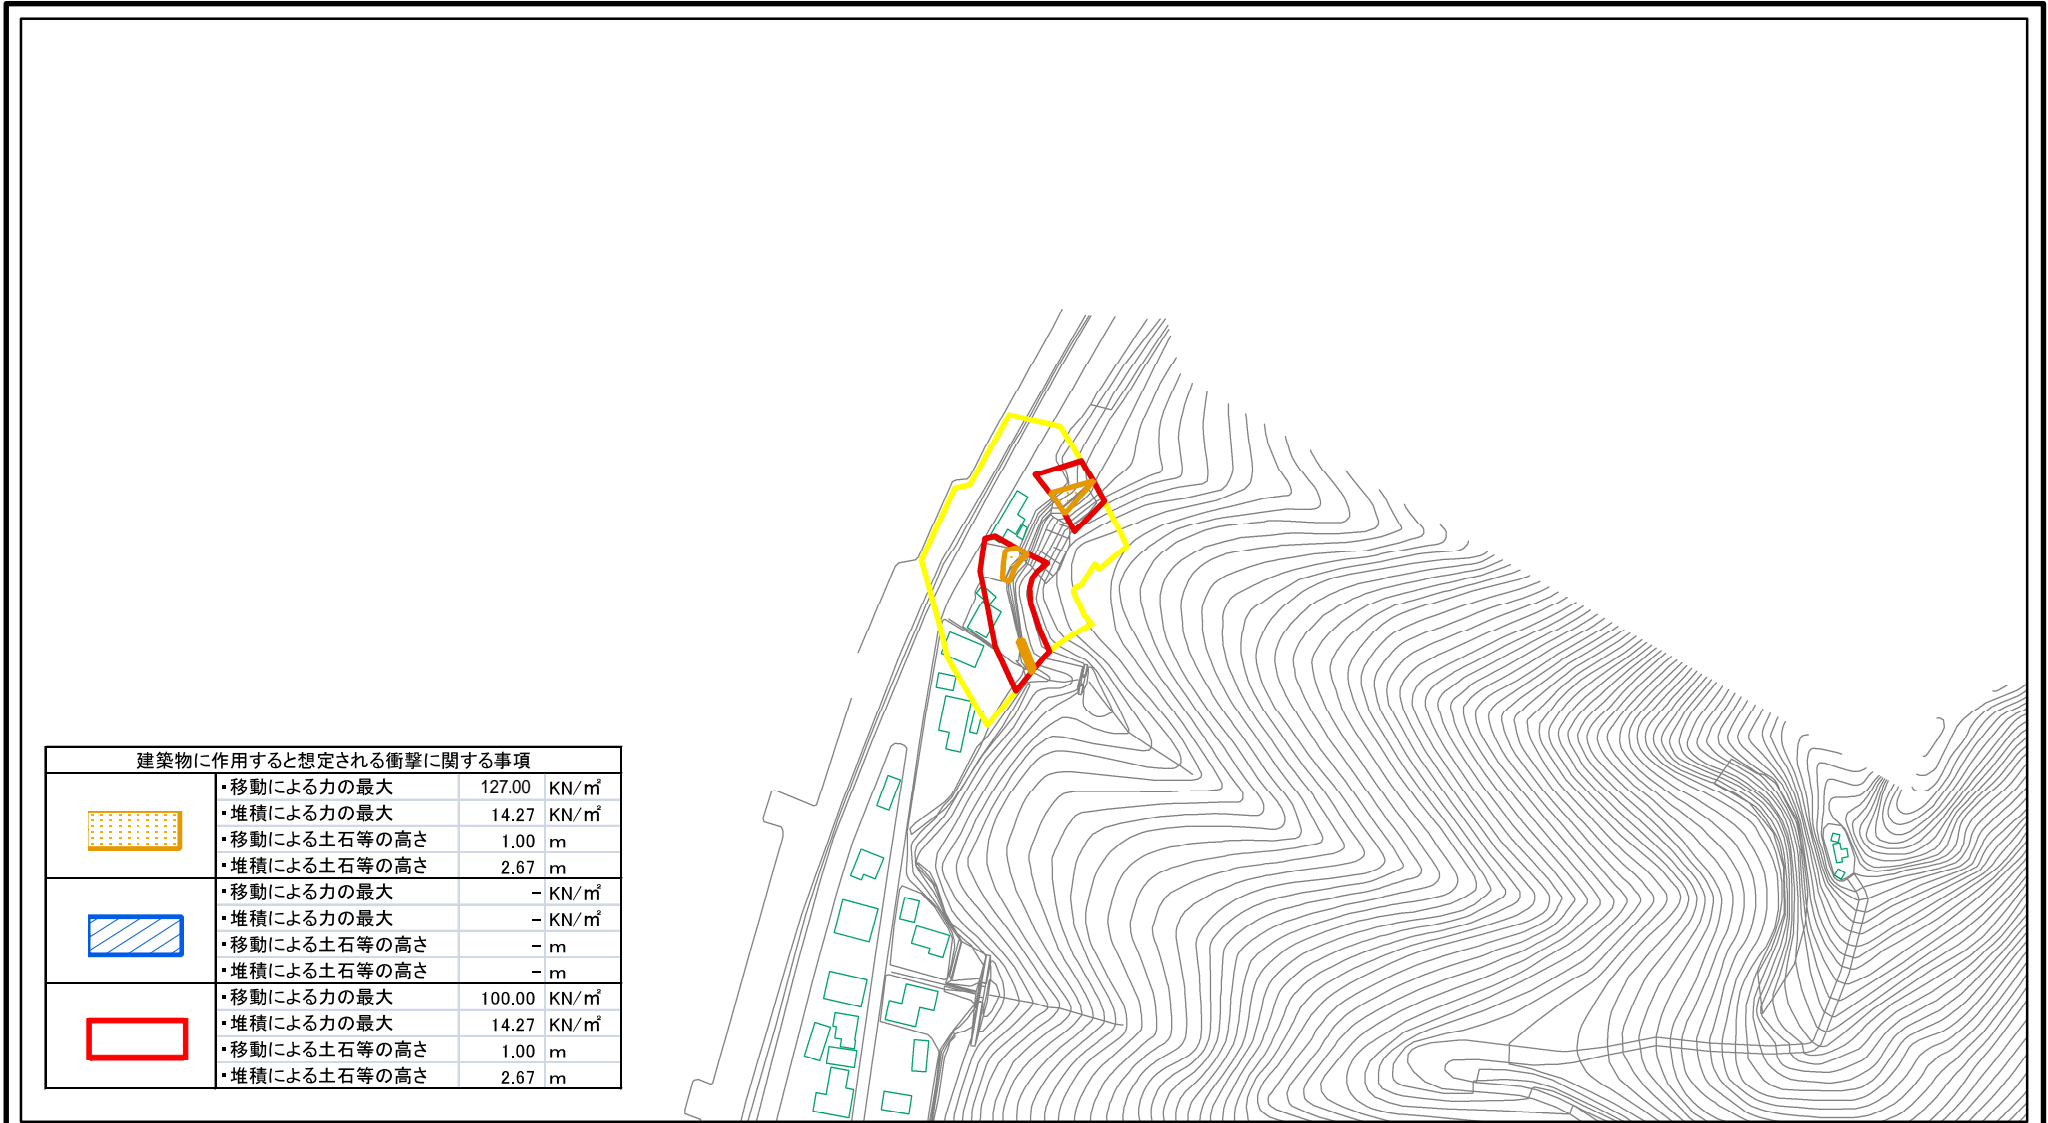 建築物に作用すると想定される衝撃に関する事項
・移動による力の最大 127.00 KN/㎡
・堆積による力の最大 14.27 KN/㎡
・移動による土石等の高さ 1.00 m
・堆積による土石等の高さ 2.67 m
・移動による力の最大 - KN/㎡
・堆積による力の最大 - KN/㎡
・移動による土石等の高さ - m
・堆積による土石等の高さ - m
・移動による力の最大 100.00 KN/㎡
・堆積による力の最大 14.27 KN/㎡
・移動による土石等の高さ 1.00 m
・堆積による土石等の高さ 2.67 m